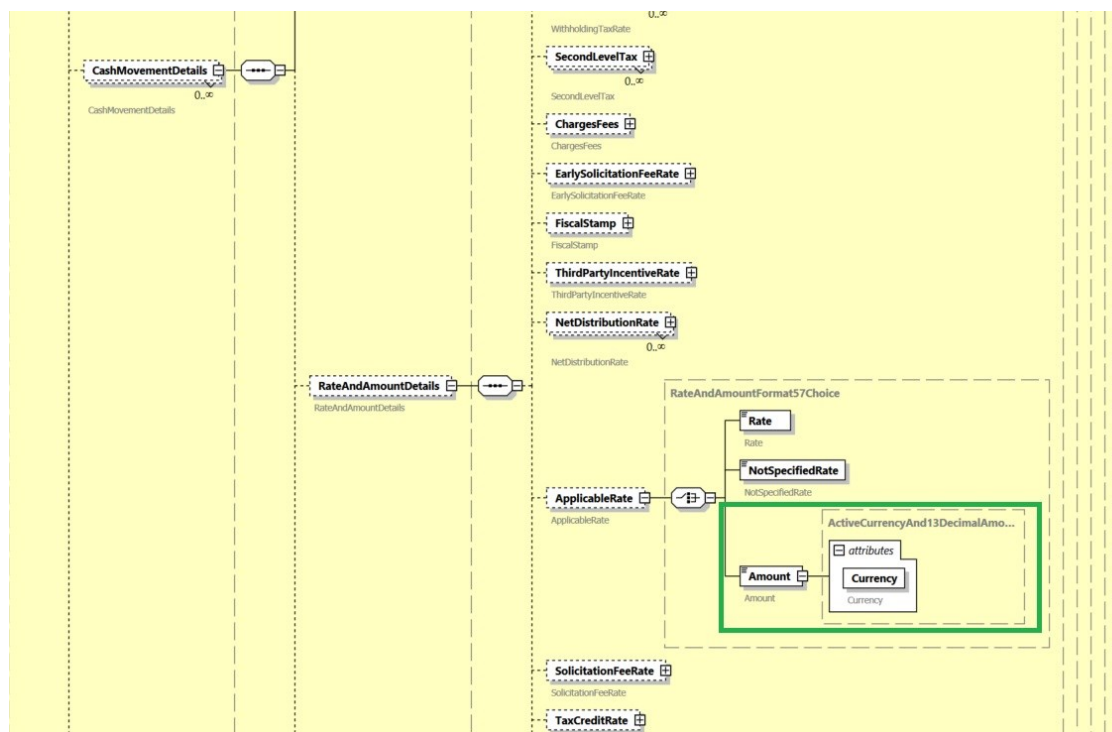 0..∞
WithholdingTaxRate
SecondLevelTax
0..∞
SecondLevelTax
CashMovementDetails
0..∞
CashMovementDetails
ChargesFees
ChargesFees
EarlySolicitationFeeRate
EarlySolicitationFeeRate
FiscalStamp
FiscalStamp
ThirdPartyIncentiveRate
ThirdPartyIncentiveRate
NetDistributionRate
0..∞
NetDistributionRate
RateAndAmountDetails
RateAndAmountDetails
RateAndAmountFormat57Choice
Rate
Rate
NotSpecifiedRate
NotSpecifiedRate
ApplicableRate
ApplicableRate
ActiveCurrencyAnd13DecimalAmo...
attributes
Amount
Amount
Currency
Currency
SolicitationFeeRate
SolicitationFeeRate
TaxCreditRate